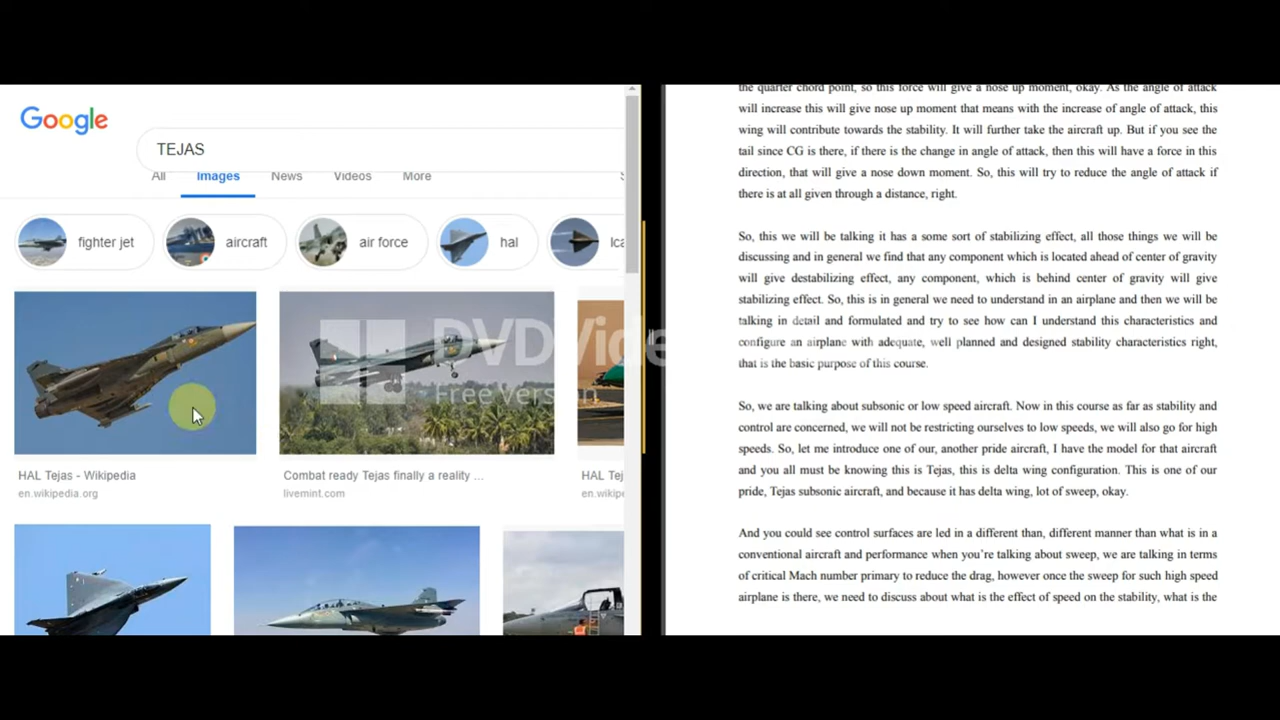 Google
TEJAS
All Images News Videos More
fighter jet aircraft air force hal lca
HAL Tejas - Wikipedia
en.wikipedia.org
Combat ready Tejas finally a reality ...
livemint.com
HAL Tej
en.wikip
DVDVide
Free version
the quarter chord point, so this force will give a nose up moment, okay. As the angle of attack
will increase this will give nose up moment that means with the increase of angle of attack, this
wing will contribute towards the stability. It will further take the aircraft up. But if you see the
tail since CG is there, if there is the change in angle of attack, then this will have a force in this
direction, that will give a nose down moment. So, this will try to reduce the angle of attack if
there is at all given through a distance, right.
So, this we will be talking it has a some sort of stabilizing effect, all those things we will be
discussing and in general we find that any component which is located ahead of center of gravity
will give destabilizing effect, any component, which is behind center of gravity will give
stabilizing effect. So, this is in general we need to understand in an airplane and then we will be
talking in detail and formulated and try to see how can I understand this characteristics and
configure an airplane with adequate, well planned and designed stability characteristics right,
that is the basic purpose of this course.
So, we are talking about subsonic or low speed aircraft. Now in this course as far as stability and
control are concerned, we will not be restricting ourselves to low speeds, we will also go for high
speeds. So, let me introduce one of our, another pride aircraft, I have the model for that aircraft
and you all must be knowing this is Tejas, this is delta wing configuration. This is one of our
pride, Tejas subsonic aircraft, and because it has delta wing, lot of sweep, okay.
And you could see control surfaces are led in a different than, different manner than what is in a
conventional aircraft and performance when you're talking about sweep, we are talking in terms
of critical Mach number primary to reduce the drag, however once the sweep for such high speed
airplane is there, we need to discuss about what is the effect of speed on the stability, what is the